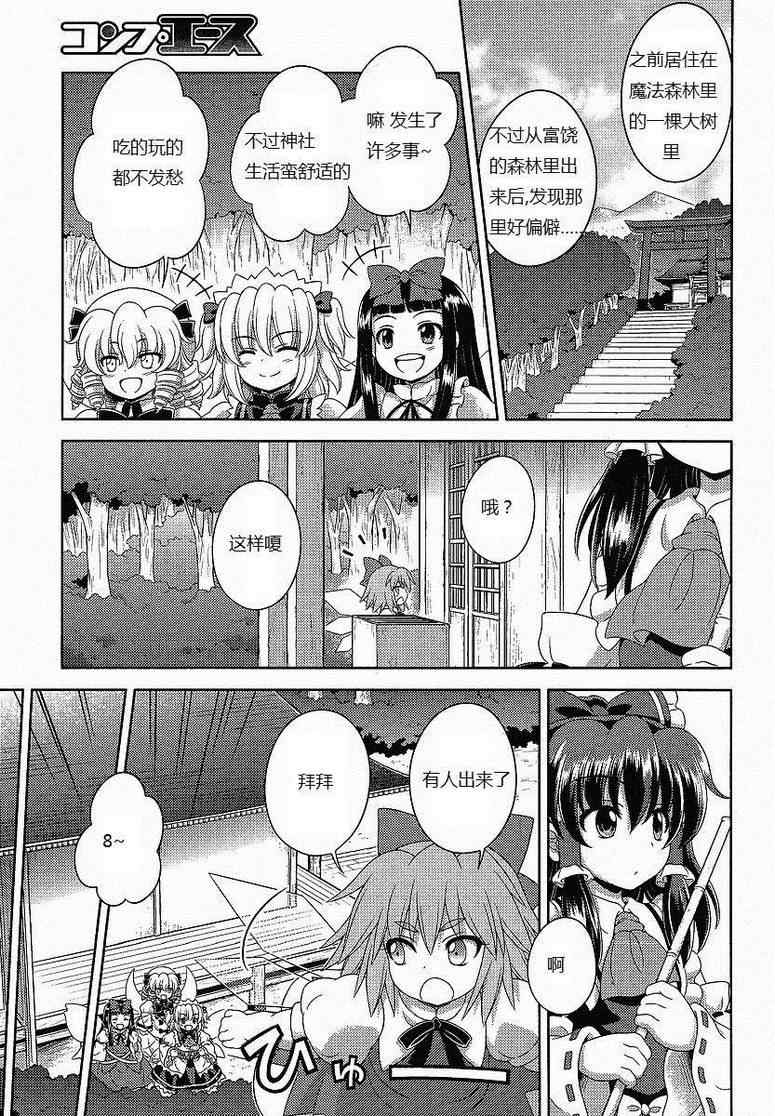 コンプエース
之前居住在
魔法森林里
的一棵大树
里
不过从富饶
的森林里出
来后,发现那
里好偏僻......
嘛 发生了
许多事~
不过神社
生活蛮舒适的
吃的玩的
都不发愁
哦？
这样嗄
啊
有人出来了
拜拜
ひゅー
8~